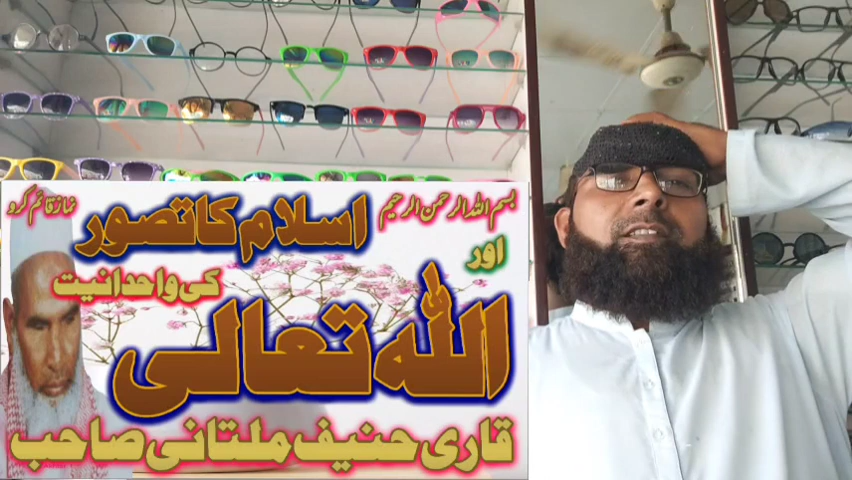 بسم اللہ الرحمن الرحیم
نماز قائم کرو
اسلام کا تصور
اور
کی واحدانیت
اللہ تعالی
قاری حنیف ملتانی صاحب